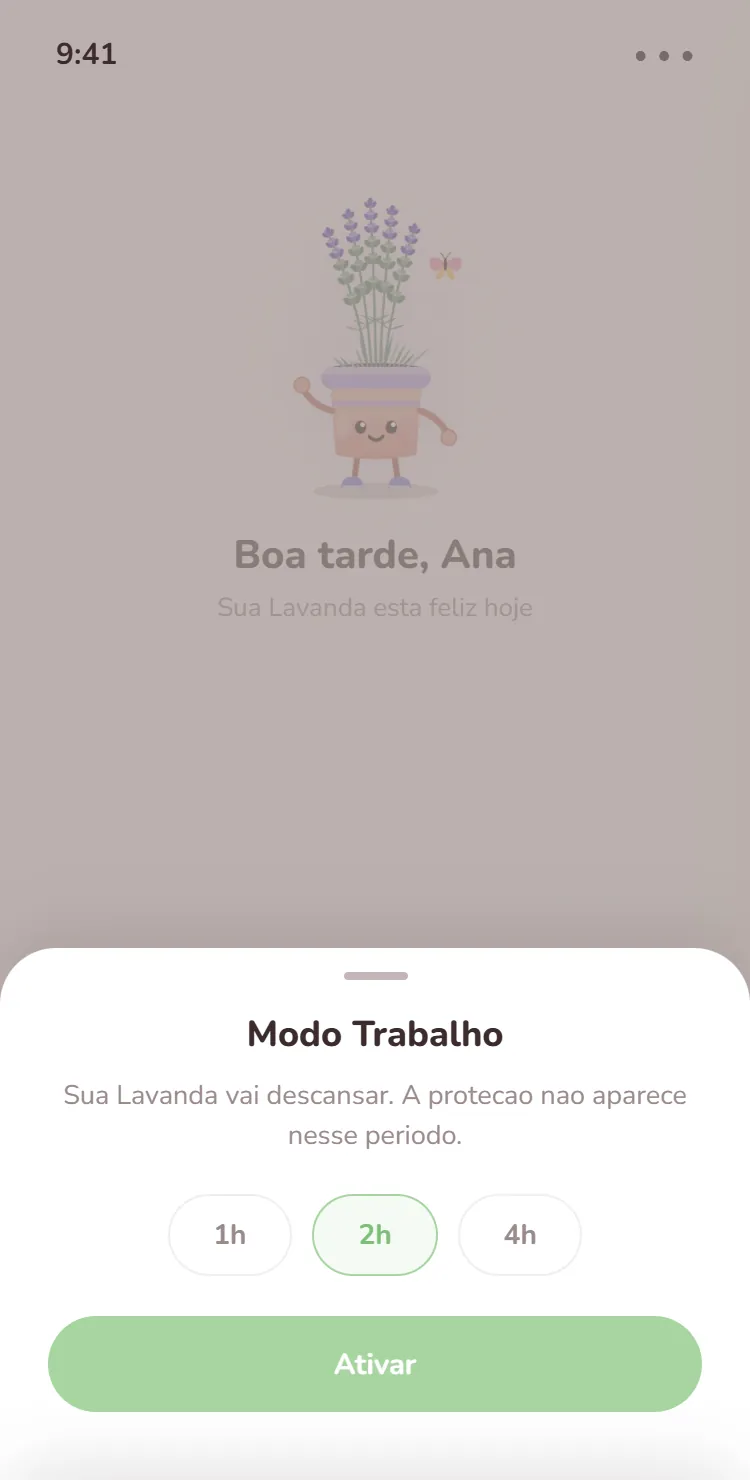 9:41
Boa tarde, Ana
Sua Lavanda esta feliz hoje
Modo Trabalho
Sua Lavanda vai descansar. A protecao nao aparece
nesse periodo.
1h
2h
4h
Ativar